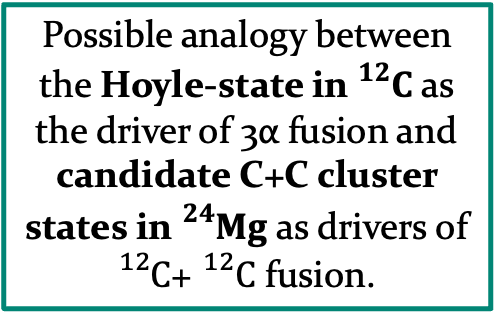 Possible analogy between
the Hoyle-state in ¹²C as
the driver of 3α fusion and
candidate C+C cluster
states in ²⁴Mg as drivers of
¹²C+ ¹²C fusion.